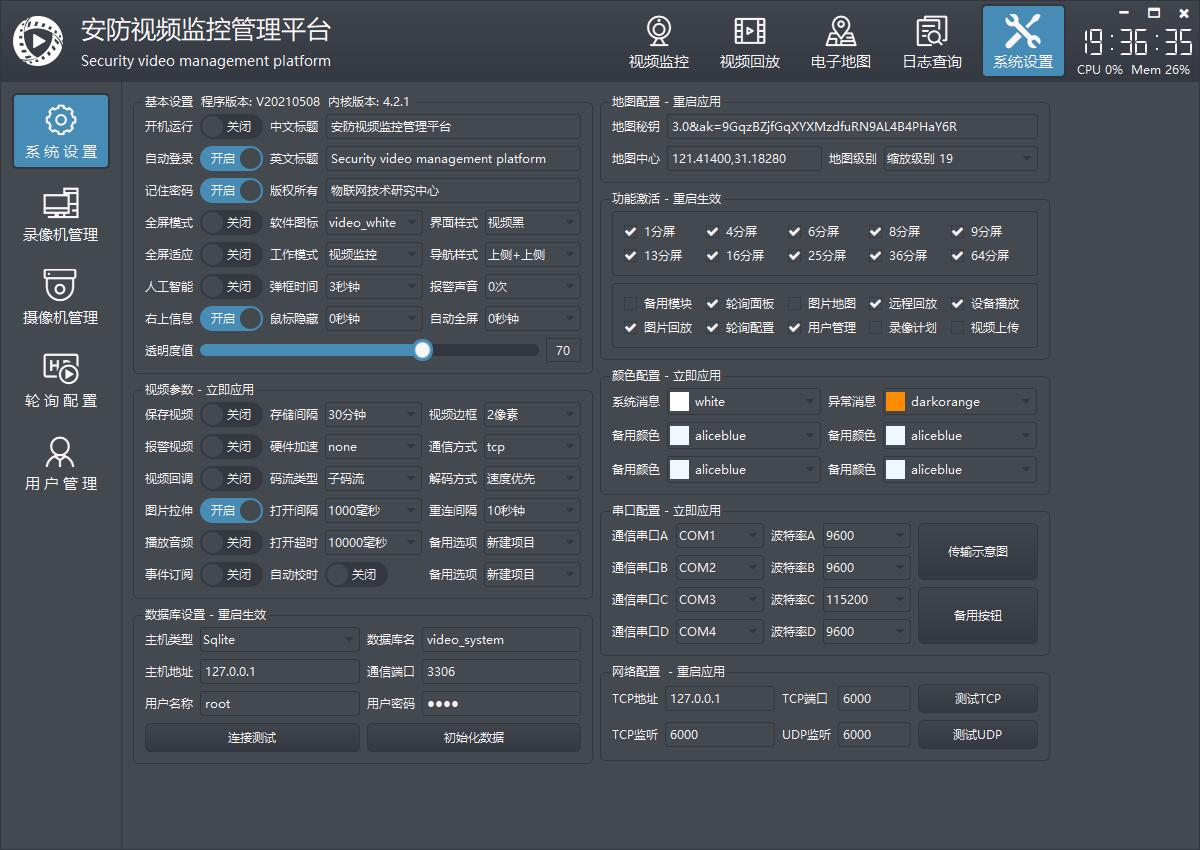 安防视频监控管理平台
Security video management platform
视频监控 视频回放 电子地图 日志查询 系统设置
19:36:35
CPU 0% Mem 26%
系统设置
录像机管理
摄像机管理
轮询配置
用户管理
基本设置 程序版本: V20210508 内核版本: 4.2.1
开机运行 关闭 中文标题 安防视频监控管理平台
自动登录 开启 英文标题 Security video management platform
记住密码 开启 版权所有 物联网技术研究中心
全屏模式 关闭 软件图标 video_white 界面样式 视频黑
全屏适应 关闭 工作模式 视频监控 导航样式 上侧+上侧
人工智能 关闭 弹框时间 3秒钟 报警声音 0次
右上信息 开启 鼠标隐藏 0秒钟 自动全屏 0秒钟
透明度值 70
视频参数 - 立即应用
保存视频 关闭 存储间隔 30分钟 视频边框 2像素
报警视频 关闭 硬件加速 none 通信方式 tcp
视频回调 关闭 码流类型 子码流 解码方式 速度优先
图片拉伸 开启 打开间隔 1000毫秒 重连间隔 10秒钟
播放音频 关闭 打开超时 10000毫秒 备用选项 新建项目
事件订阅 关闭 自动校时 关闭 备用选项 新建项目
数据库设置 - 重启生效
主机类型 Sqlite 数据库名 video_system
主机地址 127.0.0.1 通信端口 3306
用户名称 root 用户密码 ●●●●
连接测试 初始化数据
地图配置 - 重启应用
地图秘钥 3.0&ak=9GqzBZjfGqXYXMzdfuRN9AL4B4PHaY6R
地图中心 121.41400,31.18280 地图级别 缩放级别 19
功能激活 - 重启生效
1分屏 4分屏 6分屏 8分屏 9分屏
13分屏 16分屏 25分屏 36分屏 64分屏
备用模块 轮询面板 图片地图 远程回放 设备播放
图片回放 轮询配置 用户管理 录像计划 视频上传
颜色配置 - 立即应用
系统消息 white 异常消息 darkorange
备用颜色 aliceblue 备用颜色 aliceblue
备用颜色 aliceblue 备用颜色 aliceblue
串口配置 - 立即应用
通信串口A COM1 波特率A 9600 传输示意图
通信串口B COM2 波特率B 9600
通信串口C COM3 波特率C 115200 备用按钮
通信串口D COM4 波特率D 9600
网络配置 - 重启应用
TCP地址 127.0.0.1 TCP端口 6000 测试TCP
TCP监听 6000 UDP监听 6000 测试UDP